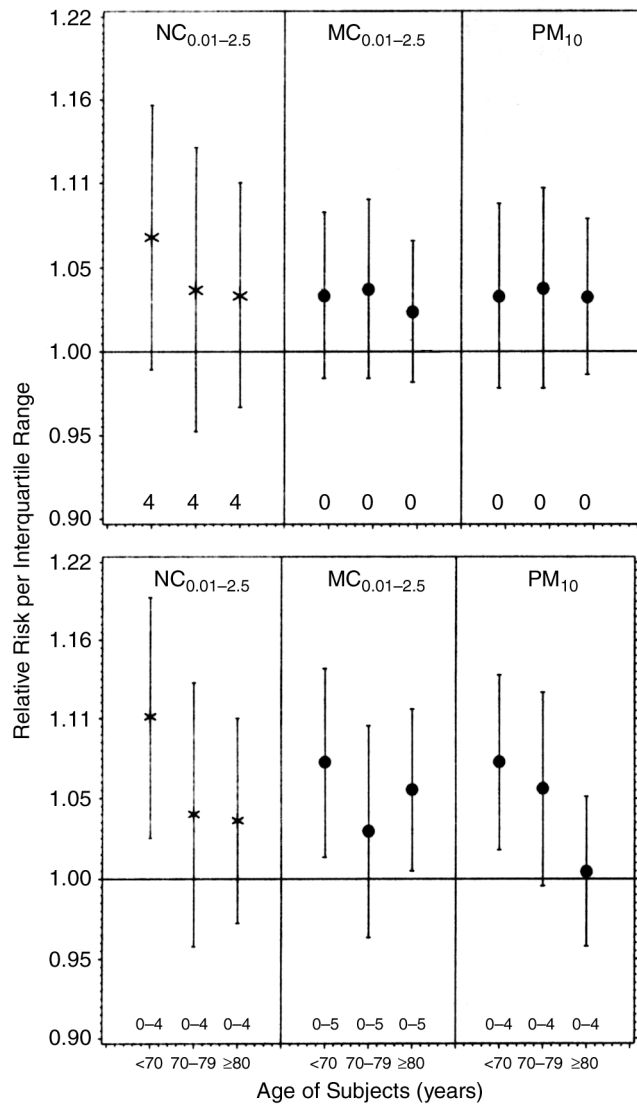 Relative Risk per Interquartile Range
NC0.01–2.5 MC0.01–2.5 PM10
1.22
1.16
1.11
1.05
1.00
0.95
0.90
4 4 4 0 0 0 0 0 0
NC0.01–2.5 MC0.01–2.5 PM10
1.22
1.16
1.11
1.05
1.00
0.95
0.90
0–4 0–4 0–4 0–5 0–5 0–5 0–4 0–4 0–4
<70 70–79 ≥80 <70 70–79 ≥80 <70 70–79 ≥80
Age of Subjects (years)